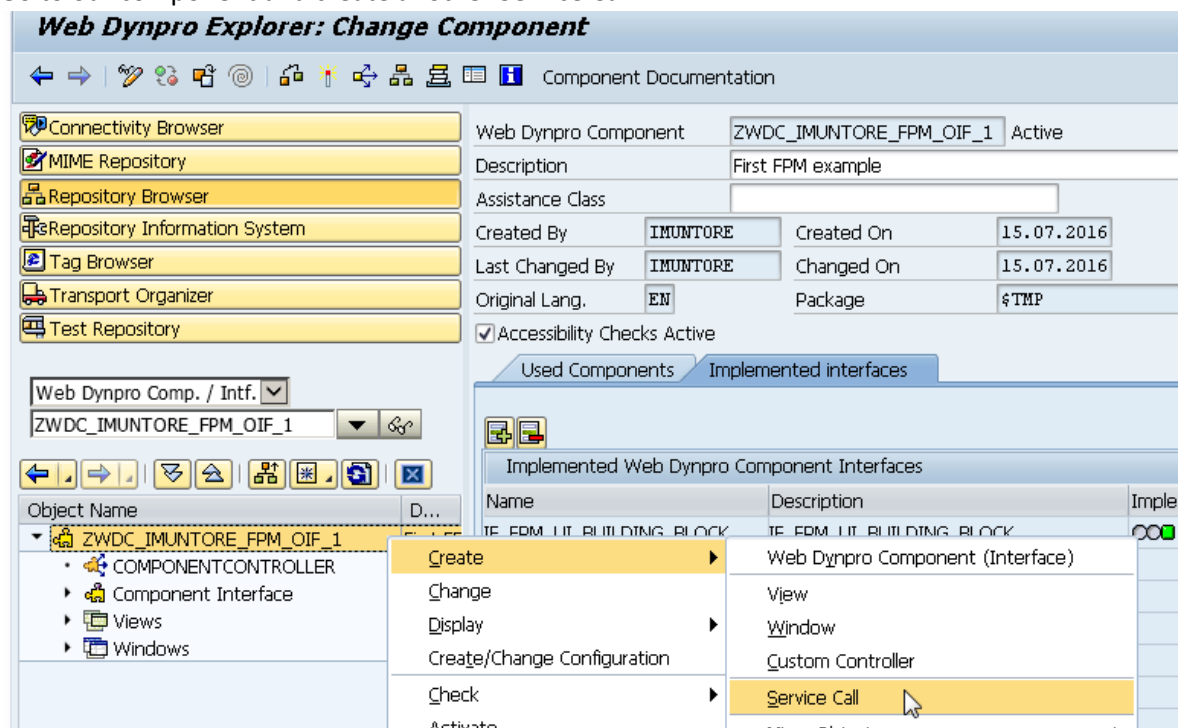 Web Dynpro Explorer: Change Component
Component Documentation
Connectivity Browser
MIME Repository
Repository Browser
Repository Information System
Tag Browser
Transport Organizer
Test Repository
Web Dynpro Comp. / Intf.
ZWDC_IMUNTORE_FPM_OIF_1
Object Name D...
ZWDC_IMUNTORE_FPM_OIF_1
COMPONENTCONTROLLER
Component Interface
Views
Windows
Web Dynpro Component ZWDC_IMUNTORE_FPM_OIF_1 Active
Description First FPM example
Assistance Class
Created By IMUNTORE Created On 15.07.2016
Last Changed By IMUNTORE Changed On 15.07.2016
Original Lang. EN Package $TMP
Accessibility Checks Active
Used Components Implemented interfaces
Implemented Web Dynpro Component Interfaces
Name Description Imple
IF_FPM_UI_BUILDING_BLOCK IF_FPM_UI_BUILDING_BLOCK
Create
Change
Display
Create/Change Configuration
Check
Activate
Web Dynpro Component (Interface)
View
Window
Custom Controller
Service Call